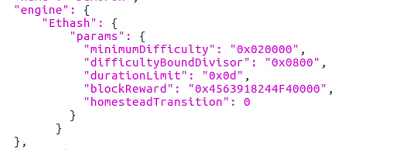 "engine": {
"Ethash": {
"params": {
"minimumDifficulty": "0x020000",
"difficultyBoundDivisor": "0x0800",
"durationLimit": "0x0d",
"blockReward": "0x4563918244F40000",
"homesteadTransition": 0
}
}
},